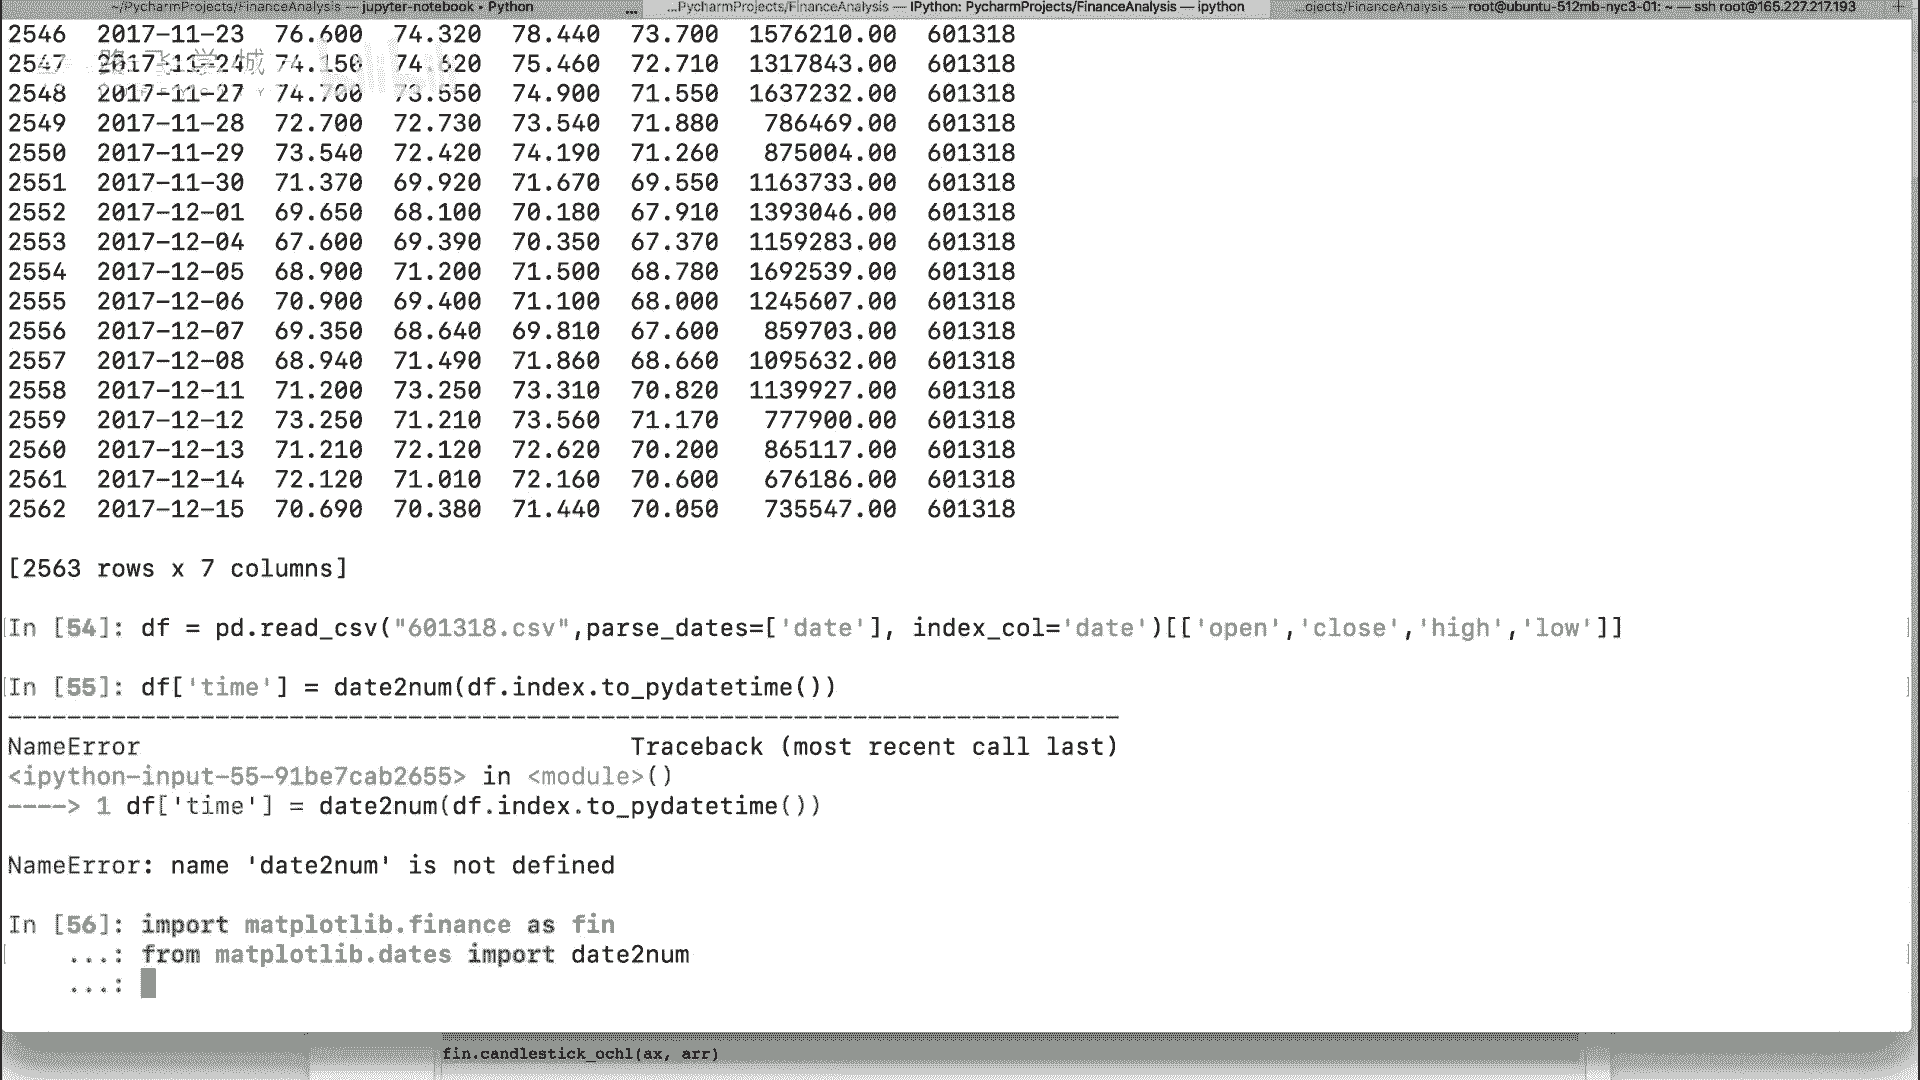 ~/PycharmProjects/FinanceAnalysis — jupyter-notebook • Python ... ...PycharmProjects/FinanceAnalysis — IPython: PycharmProjects/FinanceAnalysis — ipython ...ojects/FinanceAnalysis — root@ubuntu-512mb-nyc3-01: ~ — ssh root@165.227.217.193 +
2546 2017-11-23 76.600 74.320 78.440 73.700 1576210.00 601318
2547 2017-11-24 74.150 74.620 75.460 72.710 1317843.00 601318
2548 2017-11-27 74.700 73.550 74.900 71.550 1637232.00 601318
2549 2017-11-28 72.700 72.730 73.540 71.880 786469.00 601318
2550 2017-11-29 73.540 72.420 74.190 71.260 875004.00 601318
2551 2017-11-30 71.370 69.920 71.670 69.550 1163733.00 601318
2552 2017-12-01 69.650 68.100 70.180 67.910 1393046.00 601318
2553 2017-12-04 67.600 69.390 70.350 67.370 1159283.00 601318
2554 2017-12-05 68.900 71.200 71.500 68.780 1692539.00 601318
2555 2017-12-06 70.900 69.400 71.100 68.000 1245607.00 601318
2556 2017-12-07 69.350 68.640 69.810 67.600 859703.00 601318
2557 2017-12-08 68.940 71.490 71.860 68.660 1095632.00 601318
2558 2017-12-11 71.200 73.250 73.310 70.820 1139927.00 601318
2559 2017-12-12 73.250 71.210 73.560 71.170 777900.00 601318
2560 2017-12-13 71.210 72.120 72.620 70.200 865117.00 601318
2561 2017-12-14 72.120 71.010 72.160 70.600 676186.00 601318
2562 2017-12-15 70.690 70.380 71.440 70.050 735547.00 601318
[2563 rows x 7 columns]
In [54]: df = pd.read_csv("601318.csv",parse_dates=['date'], index_col='date')[['open','close','high','low']]
In [55]: df['time'] = date2num(df.index.to_pydatetime())
---------------------------------------------------------------------------
NameError Traceback (most recent call last)
<ipython-input-55-91be7cab2655> in <module>()
----> 1 df['time'] = date2num(df.index.to_pydatetime())
NameError: name 'date2num' is not defined
In [56]: import matplotlib.finance as fin
...: from matplotlib.dates import date2num
...:
fin.candlestick_ochl(ax, arr)